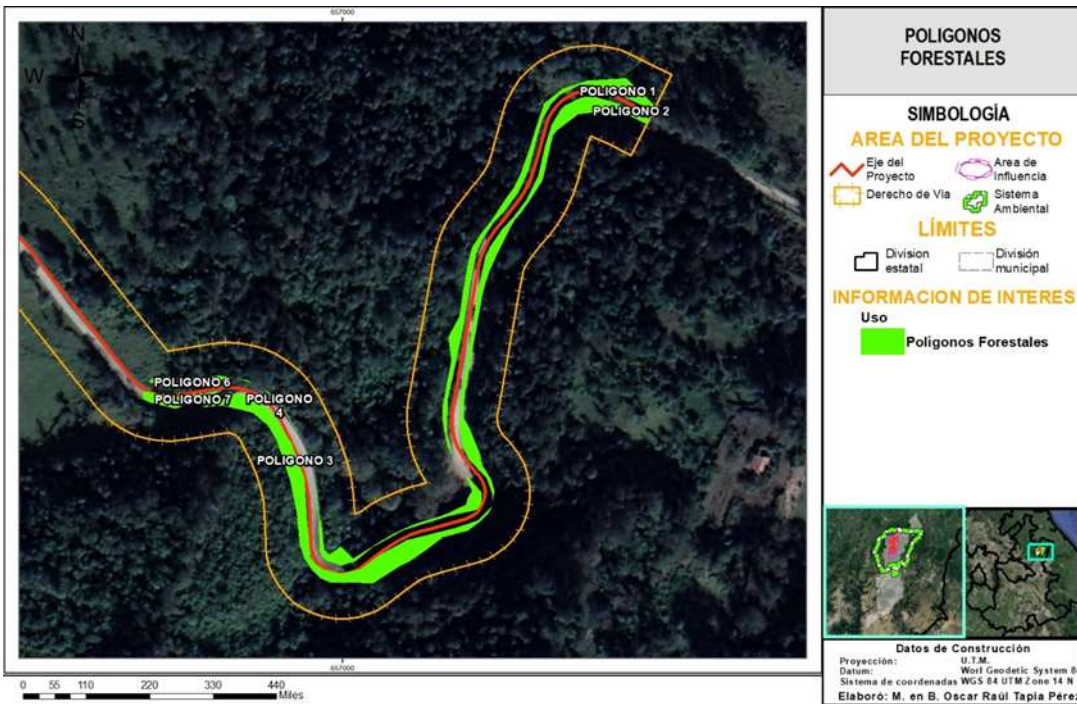 657000
N
W
S
POLIGONO 1
POLIGONO 2
POLIGONO 6
POLIGONO 7
POLIGONO
4
POLIGONO 3
657000
0 55 110 220 330 440
Miles
POLIGONOS
FORESTALES
SIMBOLOGÍA
AREA DEL PROYECTO
Eje del
Proyecto
Area de
Influencia
Derecho de Via
Sistema
Ambiental
LÍMITES
Division
estatal
División
municipal
INFORMACION DE INTERES
Uso
Poligonos Forestales
Datos de Construcción
Proyección: U.T.M.
Datum: Worl Geodetic System 8
Sistema de coordenadas WGS 84 UTM Zone 14 N
Elaboró: M. en B. Oscar Raúl Tapia Pérez